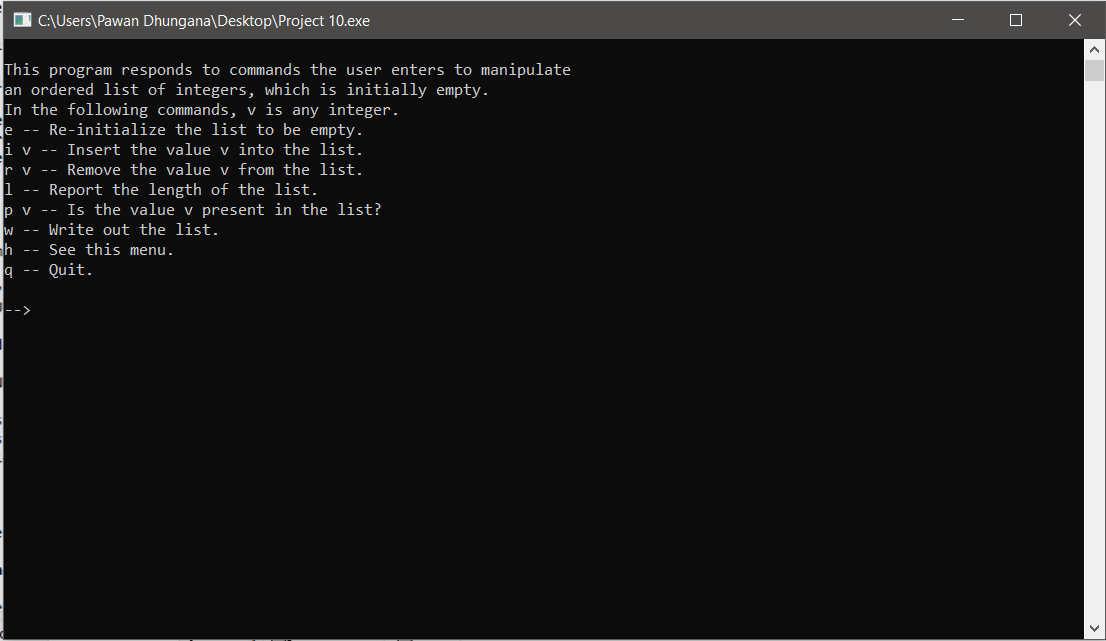 C:\Users\Pawan Dhungana\Desktop\Project 10.exe
This program responds to commands the user enters to manipulate
an ordered list of integers, which is initially empty.
In the following commands, v is any integer.
e -- Re-initialize the list to be empty.
i v -- Insert the value v into the list.
r v -- Remove the value v from the list.
l -- Report the length of the list.
p v -- Is the value v present in the list?
w -- Write out the list.
h -- See this menu.
q -- Quit.
-->